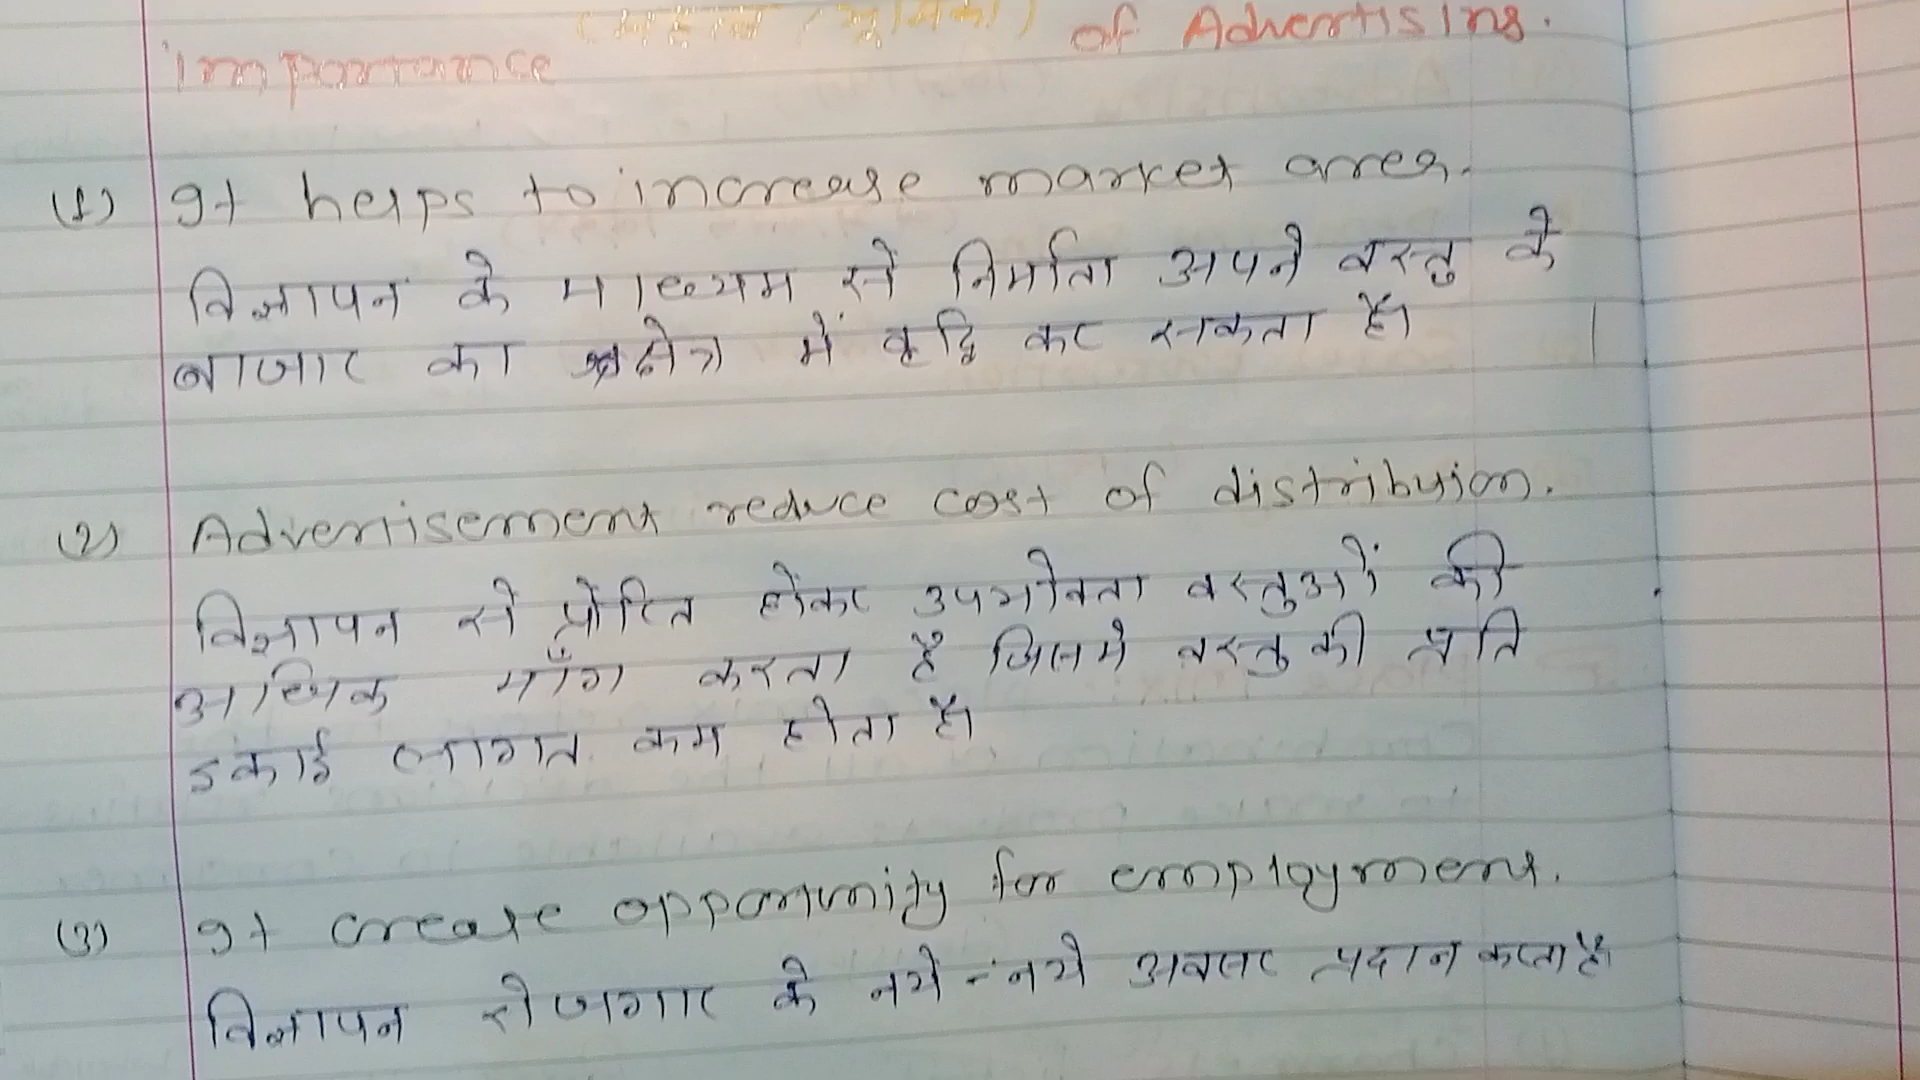 importance (महत्व / भूमिका) of Advertising.
(1) It helps to increase market area.
विज्ञापन के माध्यम से निर्माता अपने वस्तु के
बाजार का क्षेत्र में वृद्धि कर सकता है।
(2) Advertisement reduce cost of distribution.
विज्ञापन से प्रेरित होकर उपभोक्ता वस्तुओं की
अधिक माँग करता है जिसमे वस्तु की प्रति
इकाई लागत कम होता है।
(3) It create opportunity for employment.
विज्ञापन रोजगार के नये-नये अवसर प्रदान करता है।